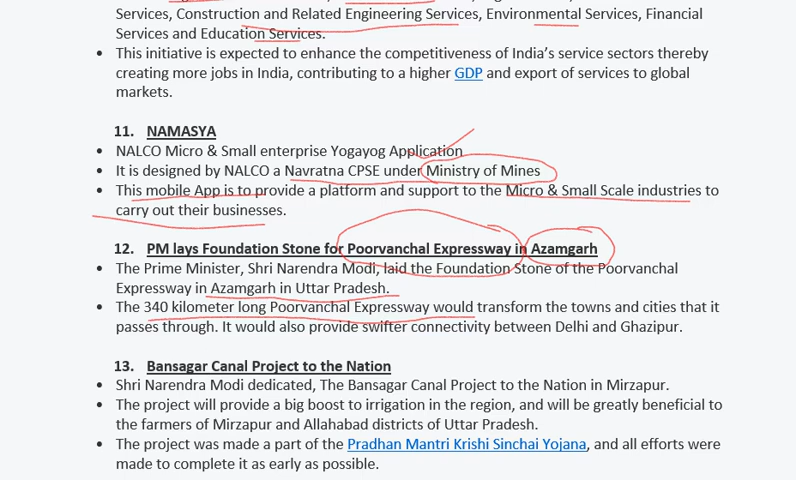 Services, Construction and Related Engineering Services, Environmental Services, Financial
Services and Education Services.
• This initiative is expected to enhance the competitiveness of India's service sectors thereby
creating more jobs in India, contributing to a higher GDP and export of services to global
markets.
11. NAMASYA
• NALCO Micro & Small enterprise Yogayog Application
• It is designed by NALCO a Navratna CPSE under Ministry of Mines
• This mobile App is to provide a platform and support to the Micro & Small Scale industries to
carry out their businesses.
12. PM lays Foundation Stone for Poorvanchal Expressway in Azamgarh
• The Prime Minister, Shri Narendra Modi, laid the Foundation Stone of the Poorvanchal
Expressway in Azamgarh in Uttar Pradesh.
• The 340 kilometer long Poorvanchal Expressway would transform the towns and cities that it
passes through. It would also provide swifter connectivity between Delhi and Ghazipur.
13. Bansagar Canal Project to the Nation
• Shri Narendra Modi dedicated, The Bansagar Canal Project to the Nation in Mirzapur.
• The project will provide a big boost to irrigation in the region, and will be greatly beneficial to
the farmers of Mirzapur and Allahabad districts of Uttar Pradesh.
• The project was made a part of the Pradhan Mantri Krishi Sinchai Yojana, and all efforts were
made to complete it as early as possible.